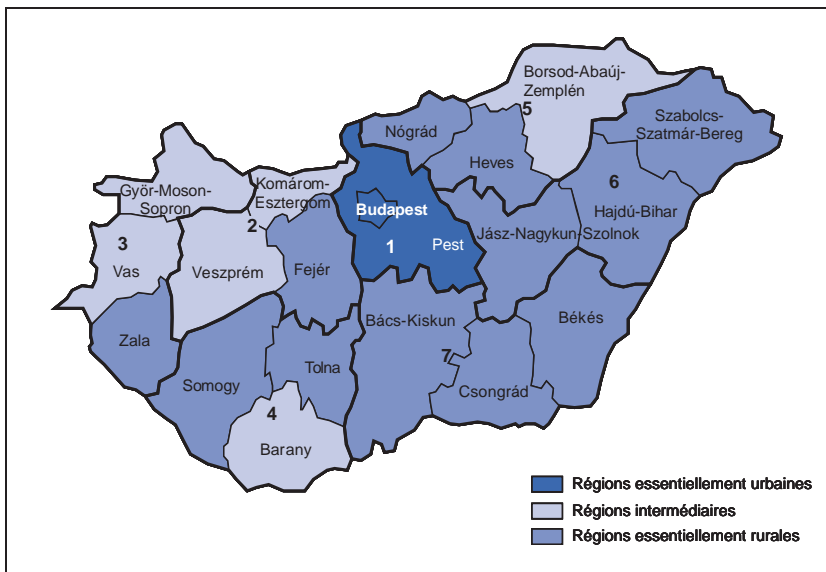 Borsod-Abaúj-
Zemplén
5
Szabolcs-
Szatmár-Bereg
Nógrád
Heves
6
Hajdú-Bihar
Györ-Moson-
Sopron
Komárom-
Esztergom
2
3
Vas
Veszprém
Fejér
Budapest
1
Pest
Jász-Nagykun-Szolnok
Zala
Somogy
Tolna
4
Barany
Bács-Kiskun
7
Csongrád
Békés
Régions essentiellement urbaines
Régions intermédiaires
Régions essentiellement rurales